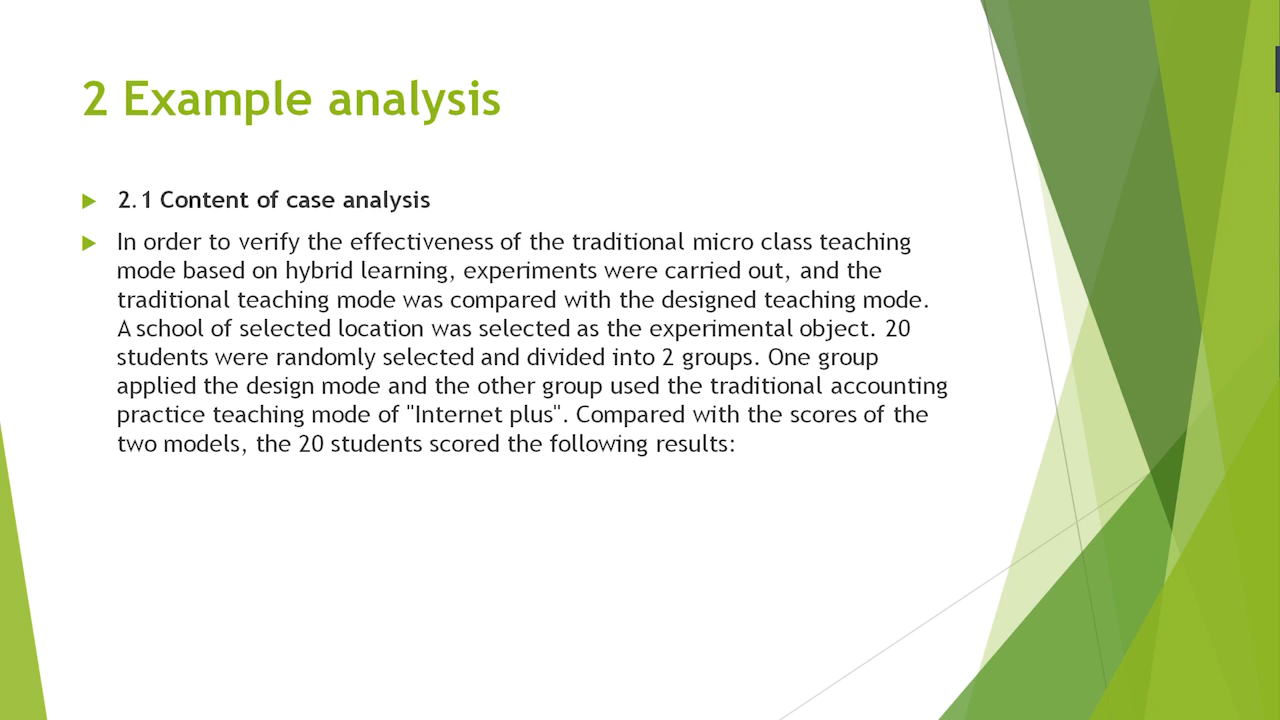 2 Example analysis
2.1 Content of case analysis
In order to verify the effectiveness of the traditional micro class teaching
mode based on hybrid learning, experiments were carried out, and the
traditional teaching mode was compared with the designed teaching mode.
A school of selected location was selected as the experimental object. 20
students were randomly selected and divided into 2 groups. One group
applied the design mode and the other group used the traditional accounting
practice teaching mode of "Internet plus". Compared with the scores of the
two models, the 20 students scored the following results: